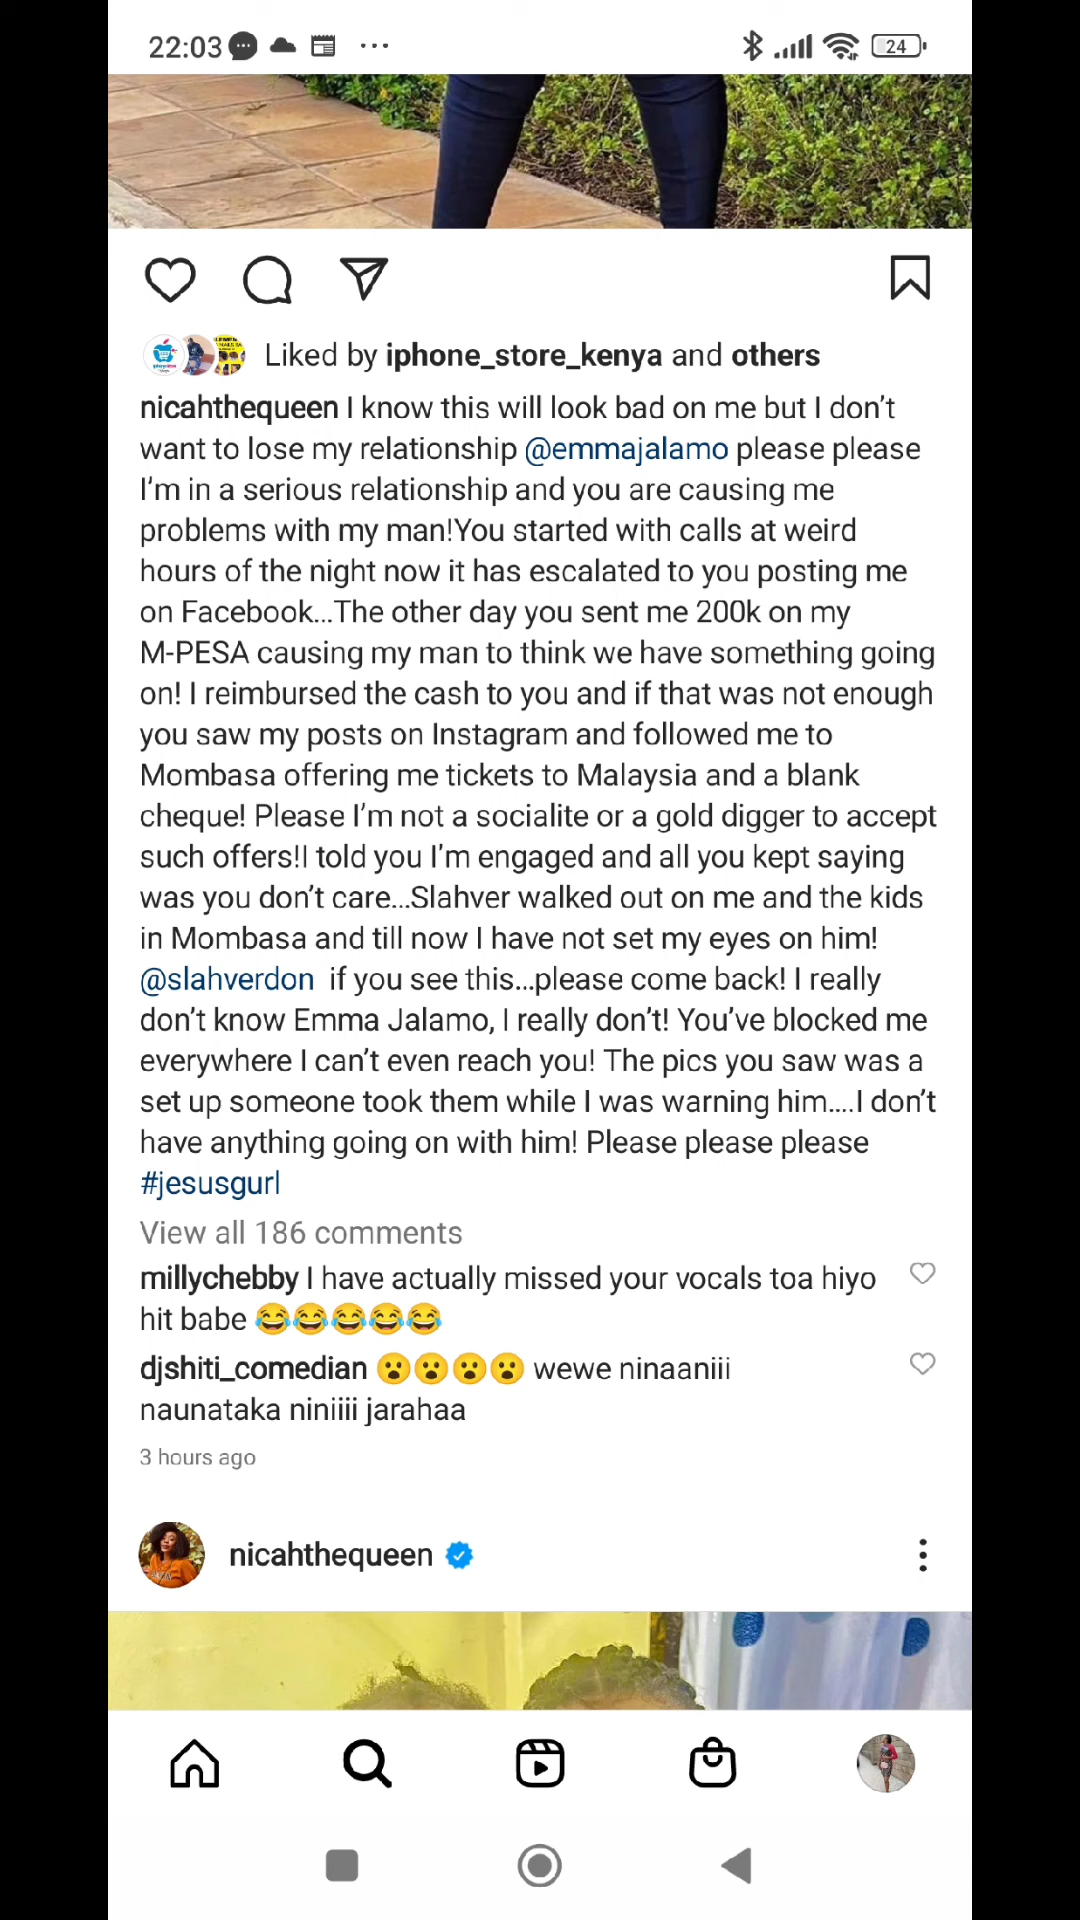 22:03
24
Liked by iphone_store_kenya and others
nicahthequeen I know this will look bad on me but I don't
want to lose my relationship @emmajalamo please please
I'm in a serious relationship and you are causing me
problems with my man!You started with calls at weird
hours of the night now it has escalated to you posting me
on Facebook...The other day you sent me 200k on my
M-PESA causing my man to think we have something going
on! I reimbursed the cash to you and if that was not enough
you saw my posts on Instagram and followed me to
Mombasa offering me tickets to Malaysia and a blank
cheque! Please I'm not a socialite or a gold digger to accept
such offers!I told you I'm engaged and all you kept saying
was you don't care...Slahver walked out on me and the kids
in Mombasa and till now I have not set my eyes on him!
@slahverdon if you see this...please come back! I really
don't know Emma Jalamo, I really don't! You've blocked me
everywhere I can't even reach you! The pics you saw was a
set up someone took them while I was warning him....I don't
have anything going on with him! Please please please
#jesusgurl
View all 186 comments
millychebby I have actually missed your vocals toa hiyo
hit babe 😂😂😂😂😂
djshiti_comedian 😮😮😮😮 wewe ninaaniii
naunataka niniiii jarahaa
3 hours ago
nicahthequeen